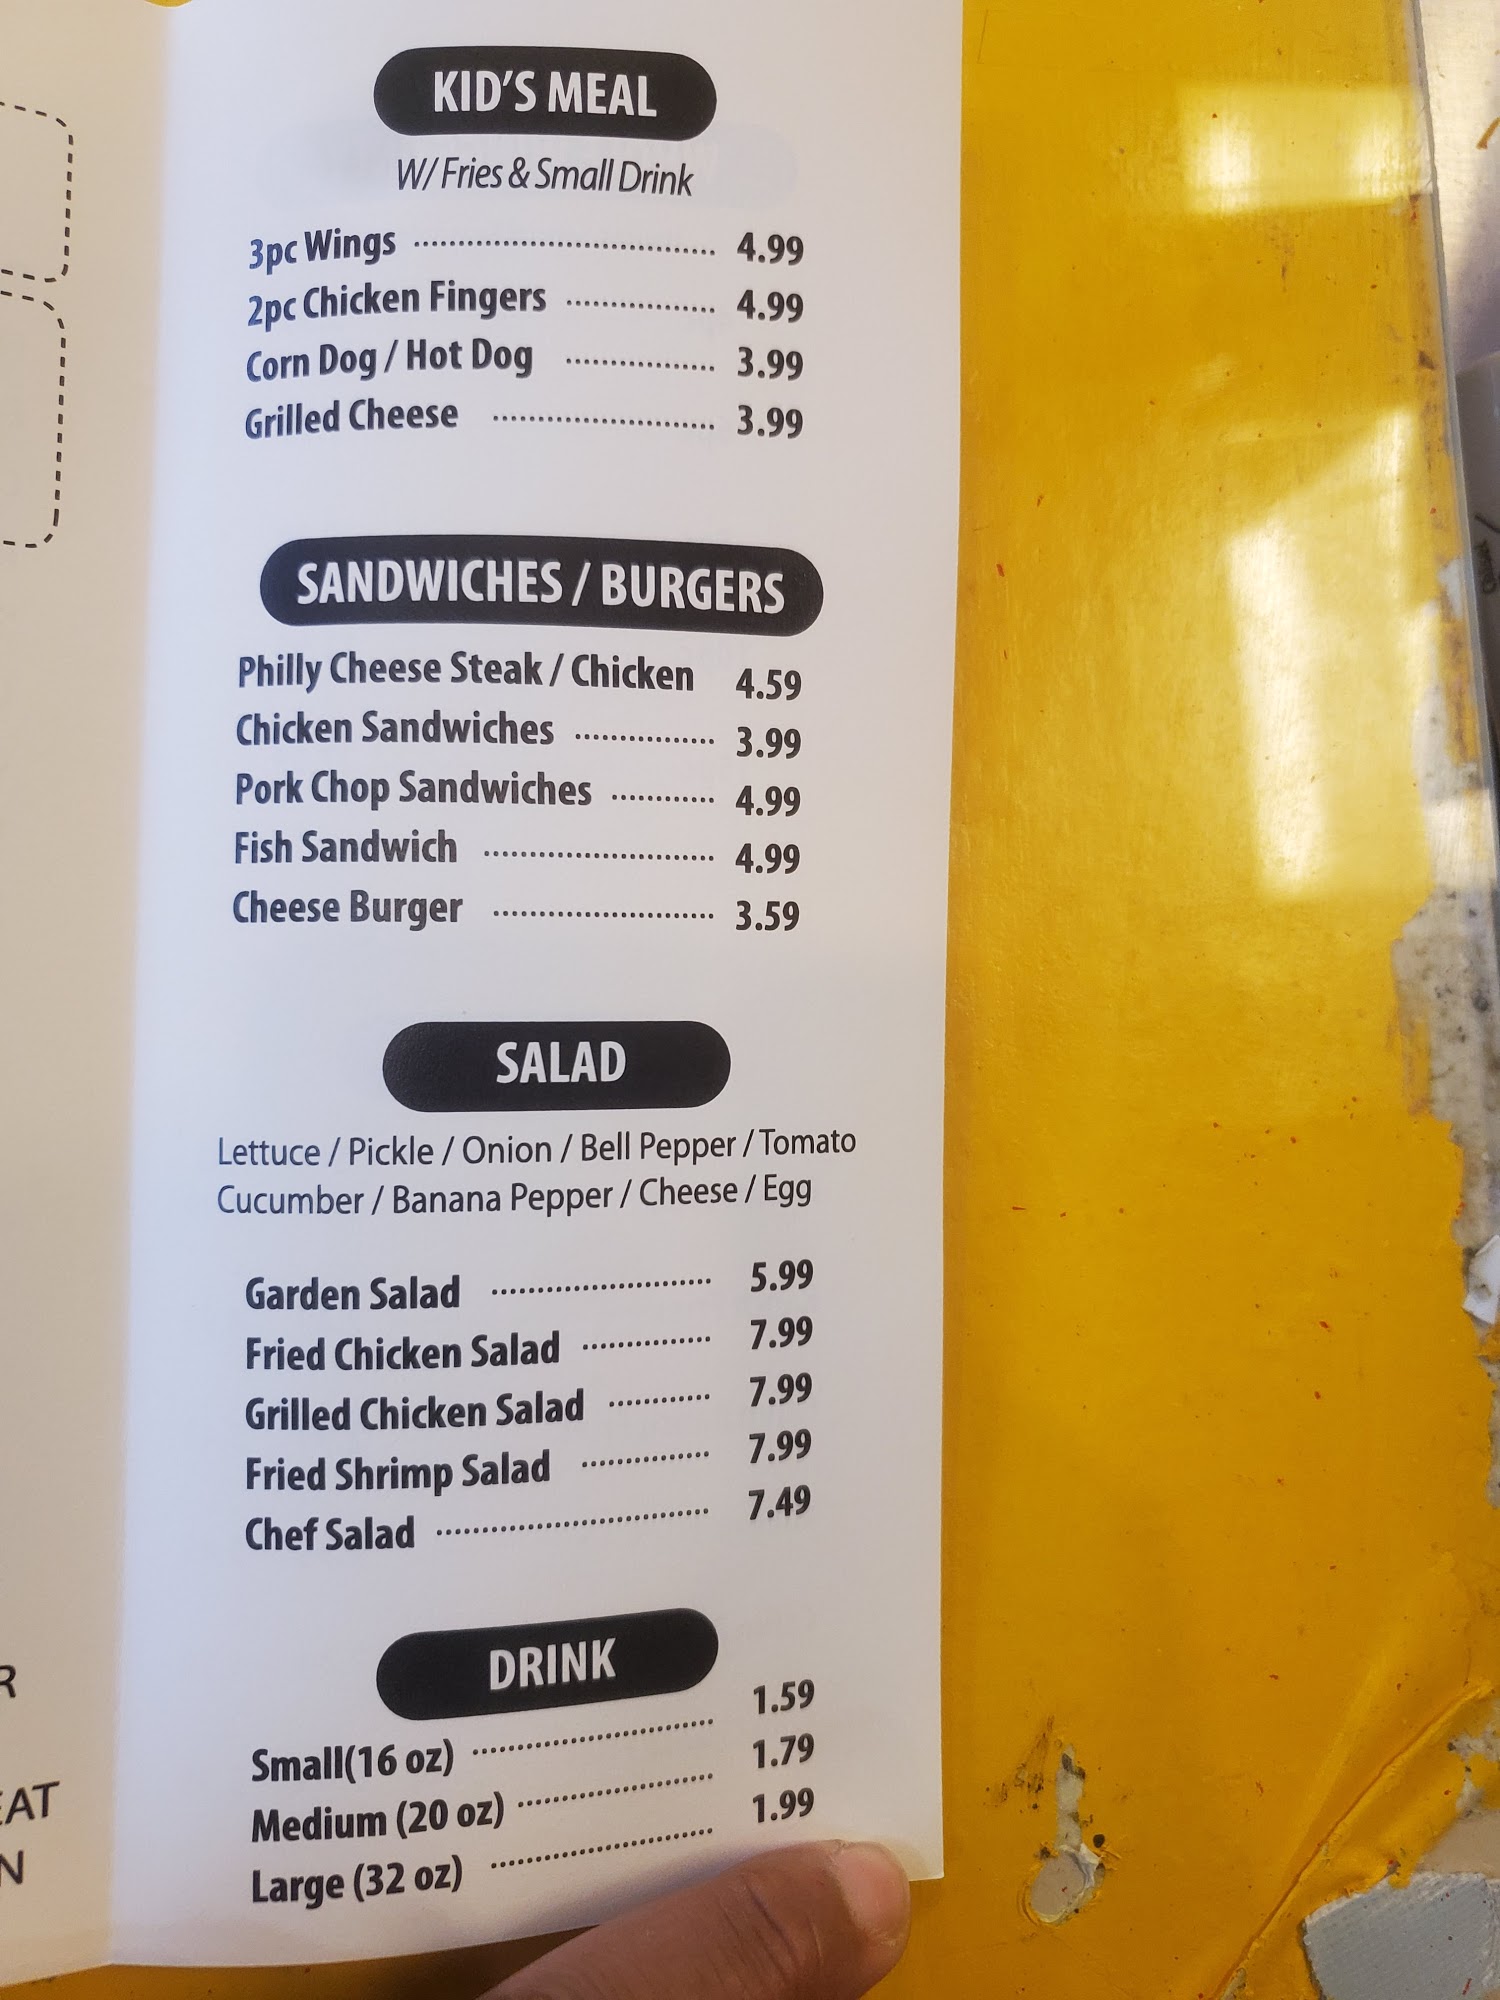 KID'S MEAL
W/ Fries & Small Drink
3pc Wings 4.99
2pc Chicken Fingers 4.99
Corn Dog / Hot Dog 3.99
Grilled Cheese 3.99
SANDWICHES / BURGERS
Philly Cheese Steak / Chicken 4.59
Chicken Sandwiches 3.99
Pork Chop Sandwiches 4.99
Fish Sandwich 4.99
Cheese Burger 3.59
SALAD
Lettuce / Pickle / Onion / Bell Pepper / Tomato
Cucumber / Banana Pepper / Cheese / Egg
Garden Salad 5.99
Fried Chicken Salad 7.99
Grilled Chicken Salad 7.99
Fried Shrimp Salad 7.99
Chef Salad 7.49
DRINK
Small(16 oz) 1.59
Medium (20 oz) 1.79
Large (32 oz) 1.99